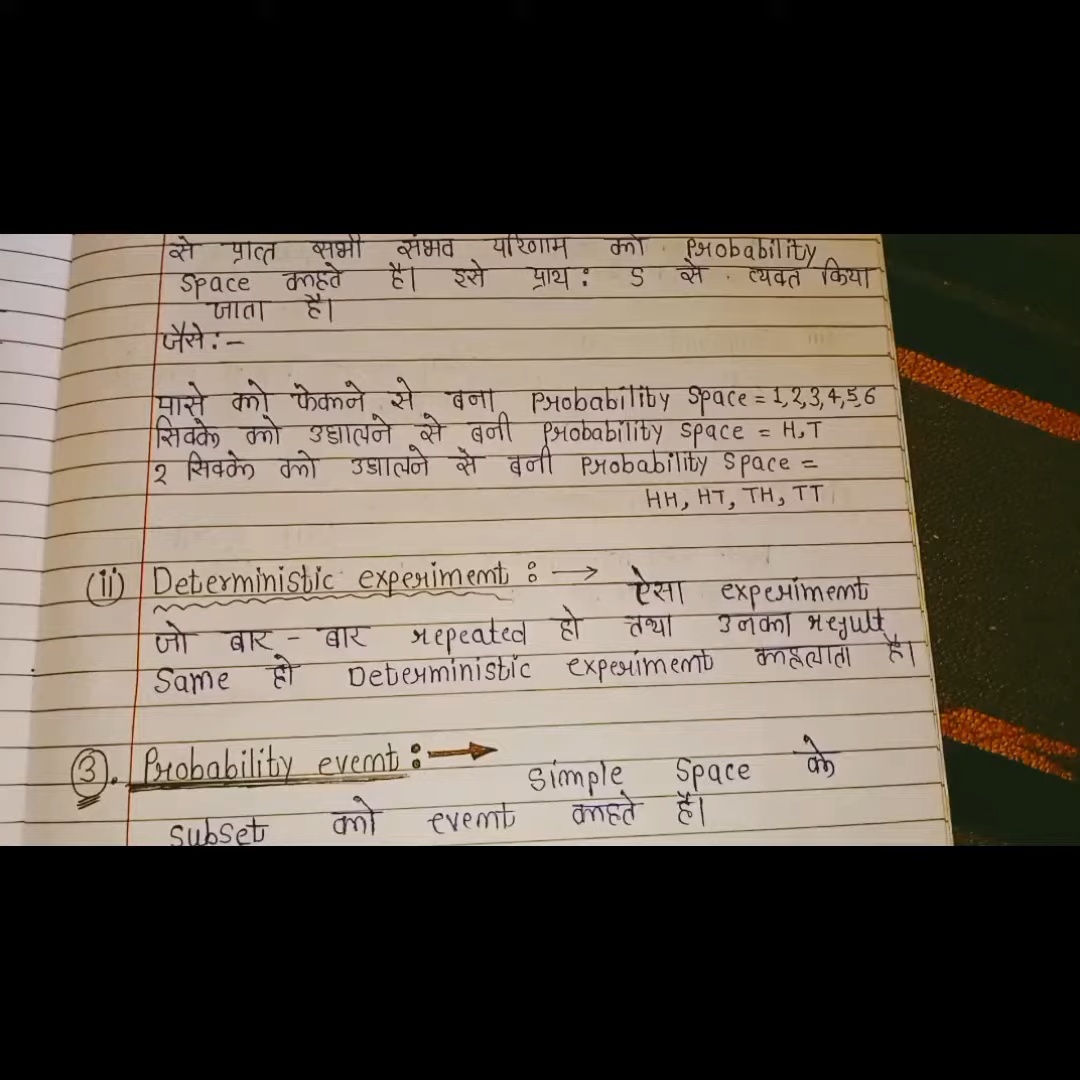 से प्राप्त सभी संभव परिणाम को Probability
Space कहते है। इसे प्राय: S से व्यक्त किया
जाता है।
जैसे:-
पासे को फेकने से बना Probability Space = 1,2,3,4,5,6
सिक्के को उछालने से बनी Probability Space = H,T
2 सिक्के को उछालने से बनी Probability Space =
HH, HT, TH, TT
(ii) Deterministic experiment : → ऐसा experiment
जो बार - बार repeated हो तथा उनका result
Same हो Deterministic experiment कहलाता है।
3. Probability event : → Simple Space के
subset को event कहते है।